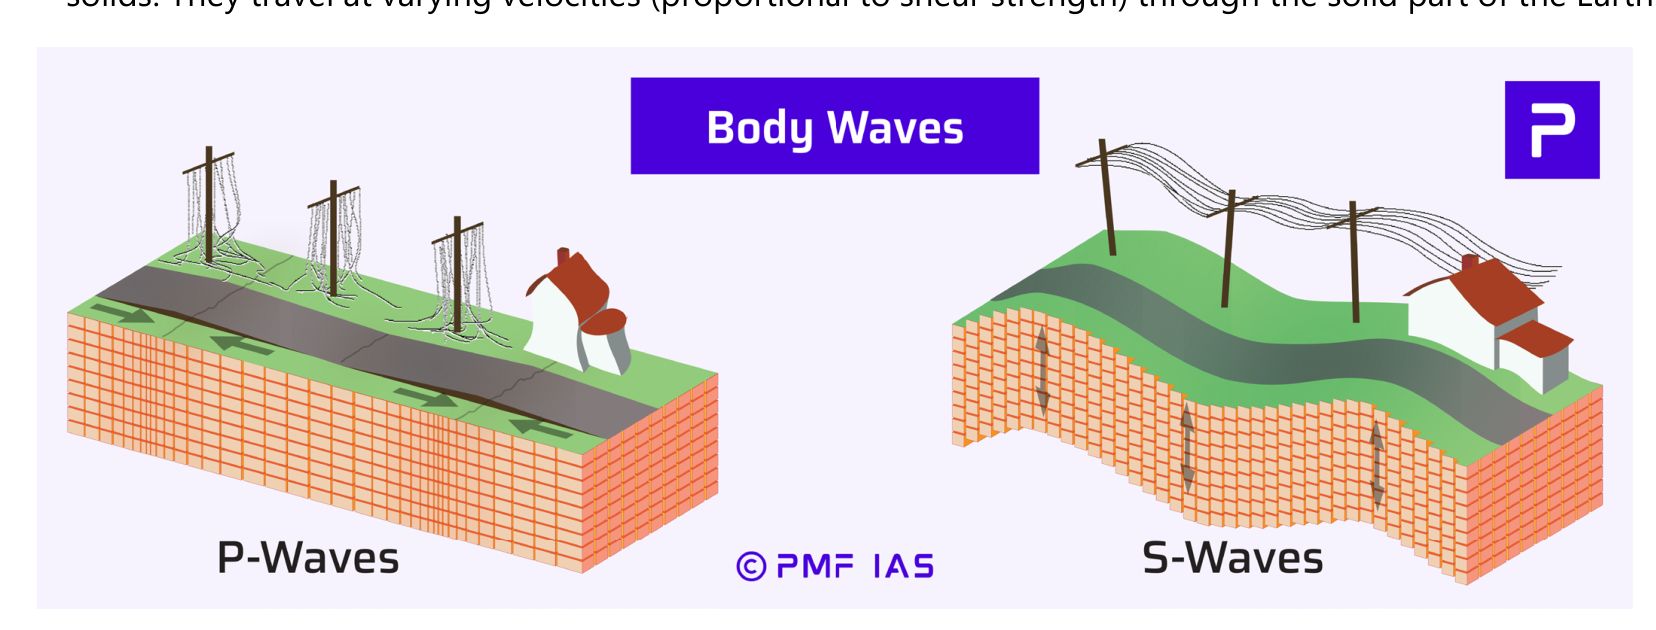 solids. They travel at varying velocities (proportional to shear strength) through the solid part of the Earth
Body Waves
P
P-Waves
© PMF IAS
S-Waves